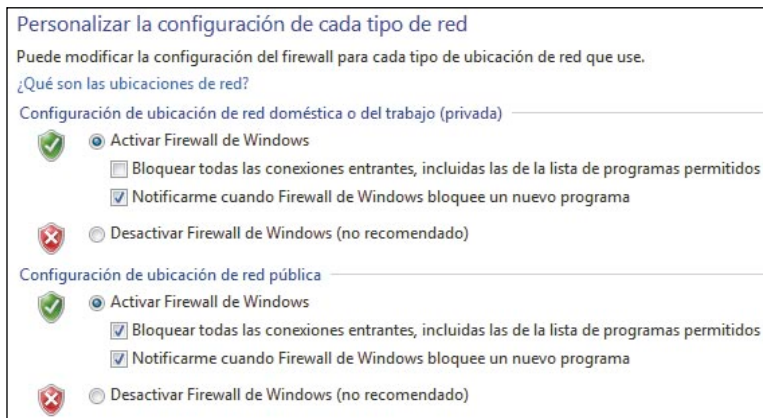 Personalizar la configuración de cada tipo de red
Puede modificar la configuración del firewall para cada tipo de ubicación de red que use.
¿Qué son las ubicaciones de red?
Configuración de ubicación de red doméstica o del trabajo (privada)
Activar Firewall de Windows
Bloquear todas las conexiones entrantes, incluidas las de la lista de programas permitidos
Notificarme cuando Firewall de Windows bloquee un nuevo programa
Desactivar Firewall de Windows (no recomendado)
Configuración de ubicación de red pública
Activar Firewall de Windows
Bloquear todas las conexiones entrantes, incluidas las de la lista de programas permitidos
Notificarme cuando Firewall de Windows bloquee un nuevo programa
Desactivar Firewall de Windows (no recomendado)